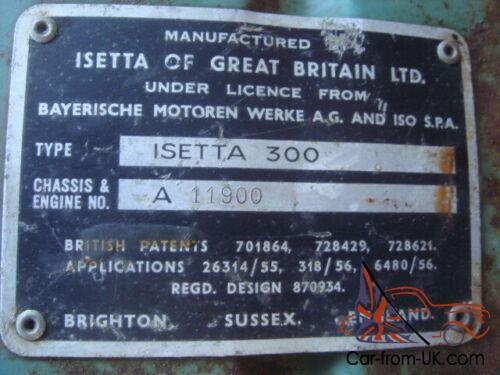 MANUFACTURED
ISETTA OF GREAT BRITAIN LTD.
UNDER LICENCE FROM
BAYERISCHE MOTOREN WERKE A.G. AND ISO S.P.A.
TYPE ISETTA 300
CHASSIS &
ENGINE NO. A 11900
BRITISH PATENTS 701864, 728429, 728621.
APPLICATIONS 26314/55, 318/56, 6480/56.
REGD. DESIGN 870934.
BRIGHTON SUSSEX. ENGLAND.
Car-from-UK.com